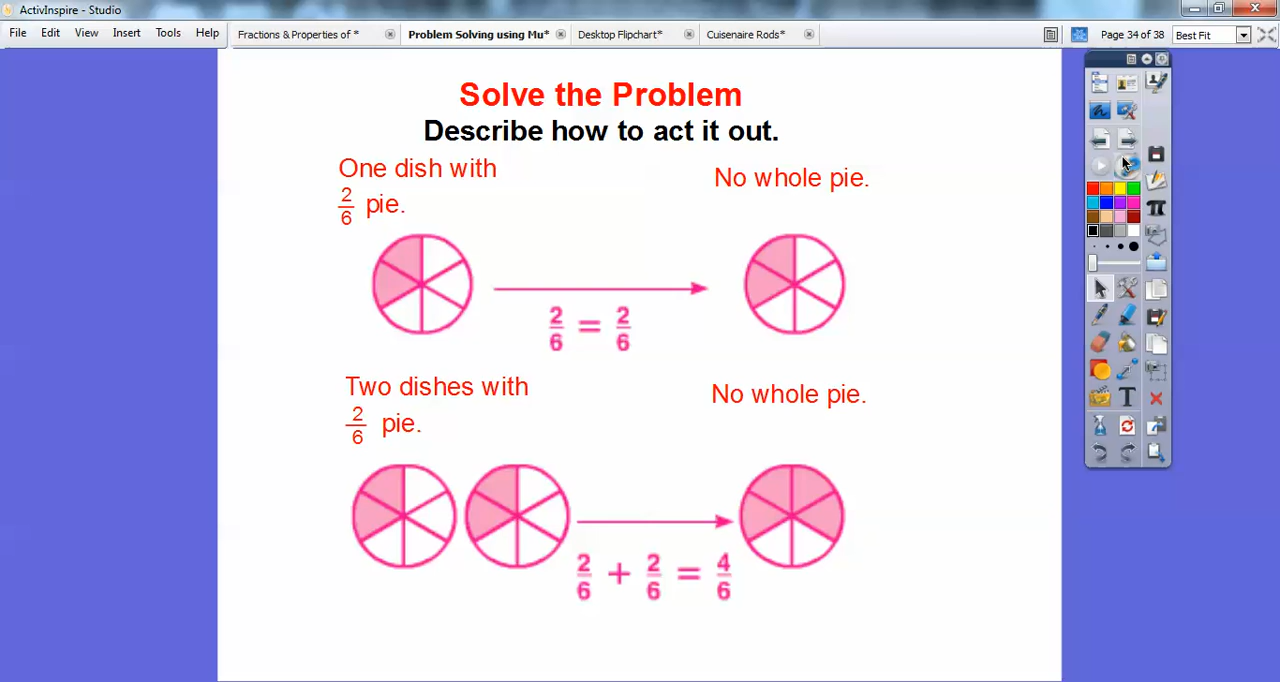 ActivInspire - Studio
File Edit View Insert Tools Help
Fractions & Properties of * Problem Solving using Mu* Desktop Flipchart* Cuisenaire Rods*
Page 34 of 38 Best Fit
Solve the Problem
Describe how to act it out.
One dish with
2/6 pie.
No whole pie.
2/6 = 2/6
Two dishes with
2/6 pie.
No whole pie.
2/6 + 2/6 = 4/6